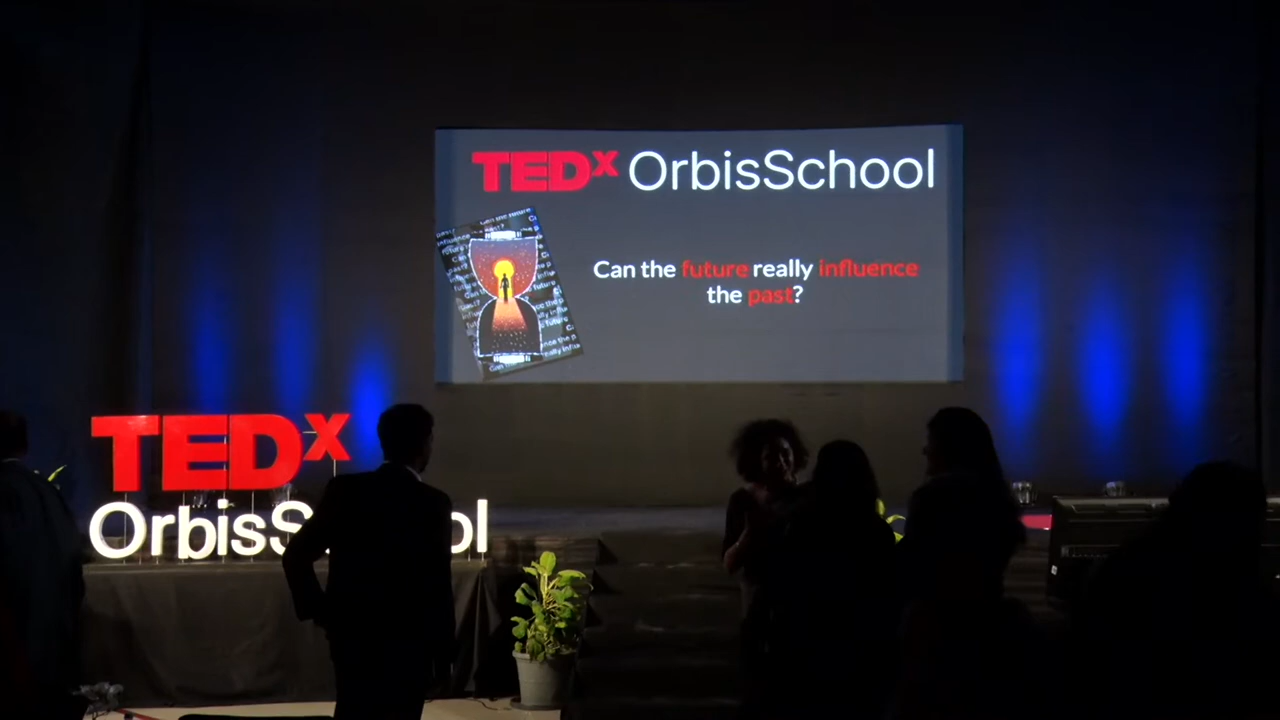 TEDx OrbisSchool
Can the future really influence
the past?
TEDx
OrbisS ol